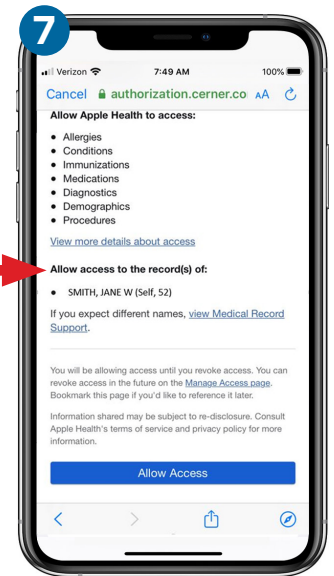 7
Verizon 7:49 AM 100%
Cancel authorization.cerner.co AA
Allow Apple Health to access:
• Allergies
• Conditions
• Immunizations
• Medications
• Diagnostics
• Demographics
• Procedures
View more details about access
Allow access to the record(s) of:
• SMITH, JANE W (Self, 52)
If you expect different names, view Medical Record
Support.
You will be allowing access until you revoke access. You can
revoke access in the future on the Manage Access page.
Bookmark this page if you'd like to reference it later.
Information shared may be subject to re-disclosure. Consult
Apple Health's terms of service and privacy policy for more
information.
Allow Access